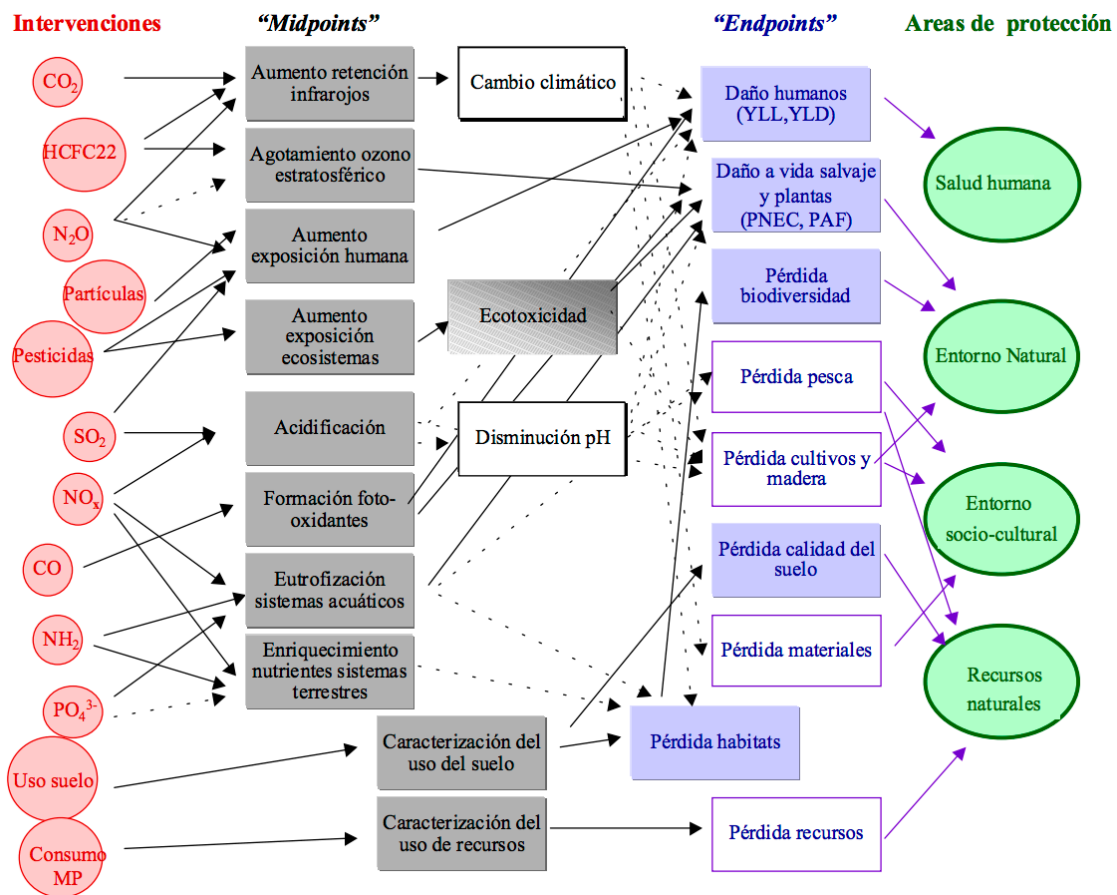 Intervenciones
CO2
HCFC22
N2O
Partículas
Pesticidas
SO2
NOx
CO
NH2
PO4³⁻
Uso suelo
Consumo
MP
“Midpoints”
Aumento retención
infrarojos
Agotamiento ozono
estratosférico
Aumento
exposición humana
Aumento
exposición
ecosistemas
Acidificación
Formación foto-
oxidantes
Eutrofización
sistemas acuáticos
Enriquecimiento
nutrientes sistemas
terrestres
Caracterización del
uso del suelo
Caracterización del
uso de recursos
Cambio climático
Ecotoxicidad
Disminución pH
“Endpoints”
Daño humanos
(YLL,YLD)
Daño a vida salvaje
y plantas
(PNEC, PAF)
Pérdida
biodiversidad
Pérdida pesca
Pérdida cultivos y
madera
Pérdida calidad del
suelo
Pérdida materiales
Pérdida habitats
Pérdida recursos
Areas de protección
Salud humana
Entorno Natural
Entorno
socio-cultural
Recursos
naturales